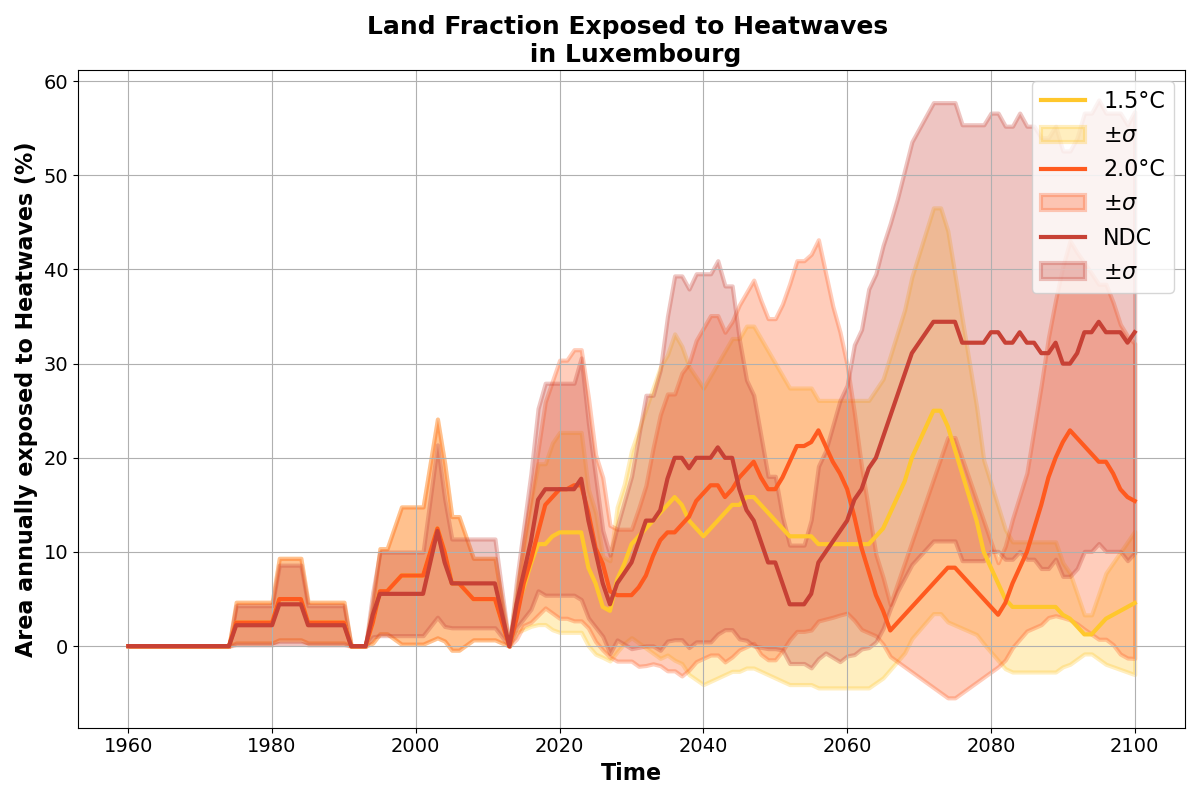 Land Fraction Exposed to Heatwaves
in Luxembourg
Area annually exposed to Heatwaves (%)
60
50
40
30
20
10
0
1.5°C
±σ
2.0°C
±σ
NDC
±σ
1960 1980 2000 2020 2040 2060 2080 2100
Time